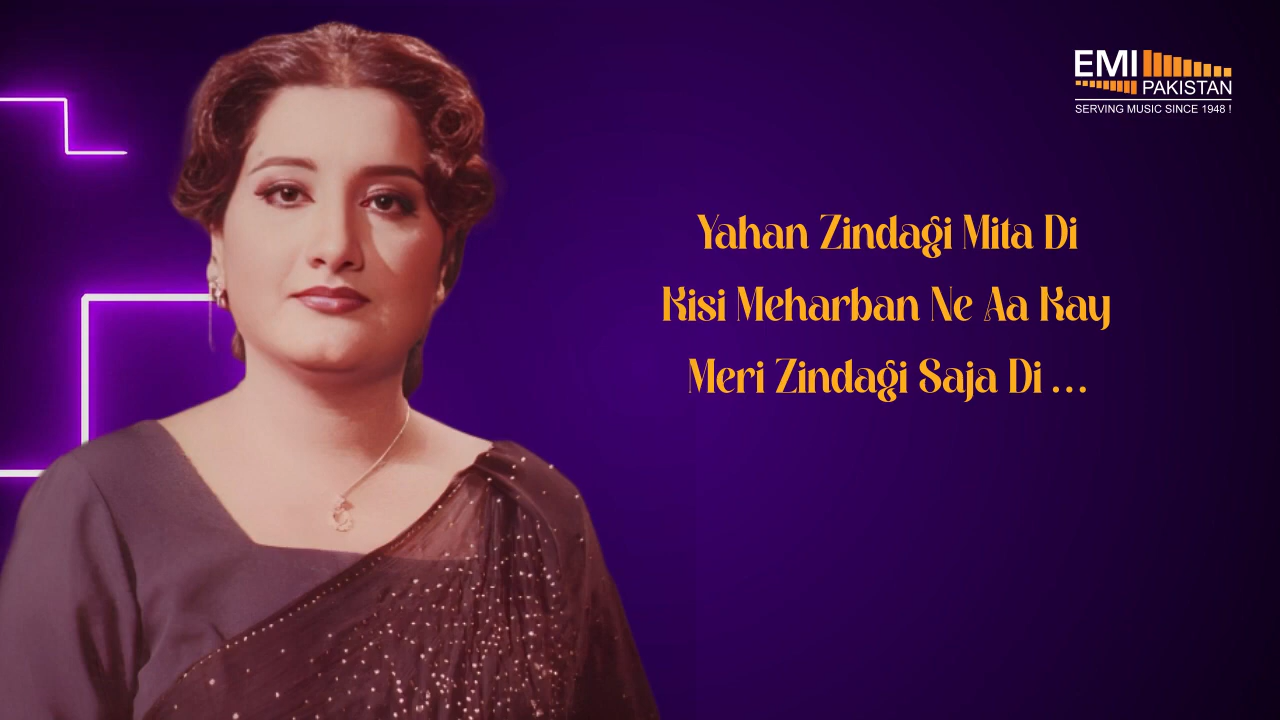 EMI
PAKISTAN
SERVING MUSIC SINCE 1948 !
Yahan Zindagi Mita Di
Kisi Meharban Ne Aa Kay
Meri Zindagi Saja Di ...